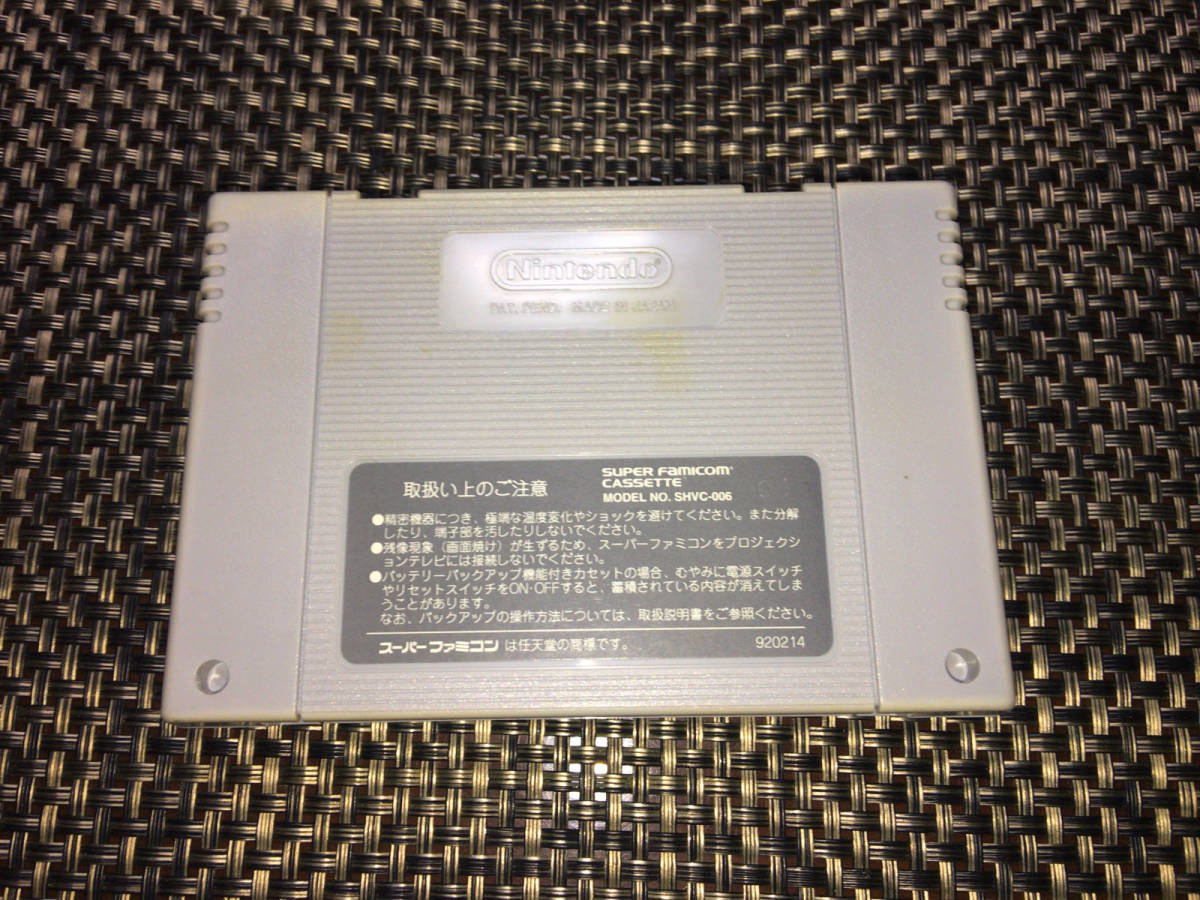 Nintendo®
PAT. PEND. MADE IN JAPAN
取扱い上のご注意
SUPER FAMICOM
CASSETTE
MODEL NO. SHVC-006
●精密機器につき、極端な温度変化やショックを避けてください。また分解
したり、端子部を汚したりしないでください。
●残像現象（画面焼け）が生ずるため、スーパーファミコンをプロジェクシ
ョンテレビには接続しないでください。
●バッテリーバックアップ機能付きカセットの場合、むやみに電源スイッチ
やリセットスイッチをON・OFFすると、蓄積されている内容が消えてしま
うことがあります。
なお、バックアップの操作方法については、取扱説明書をご参照ください。
スーパーファミコンは任天堂の商標です。
920214